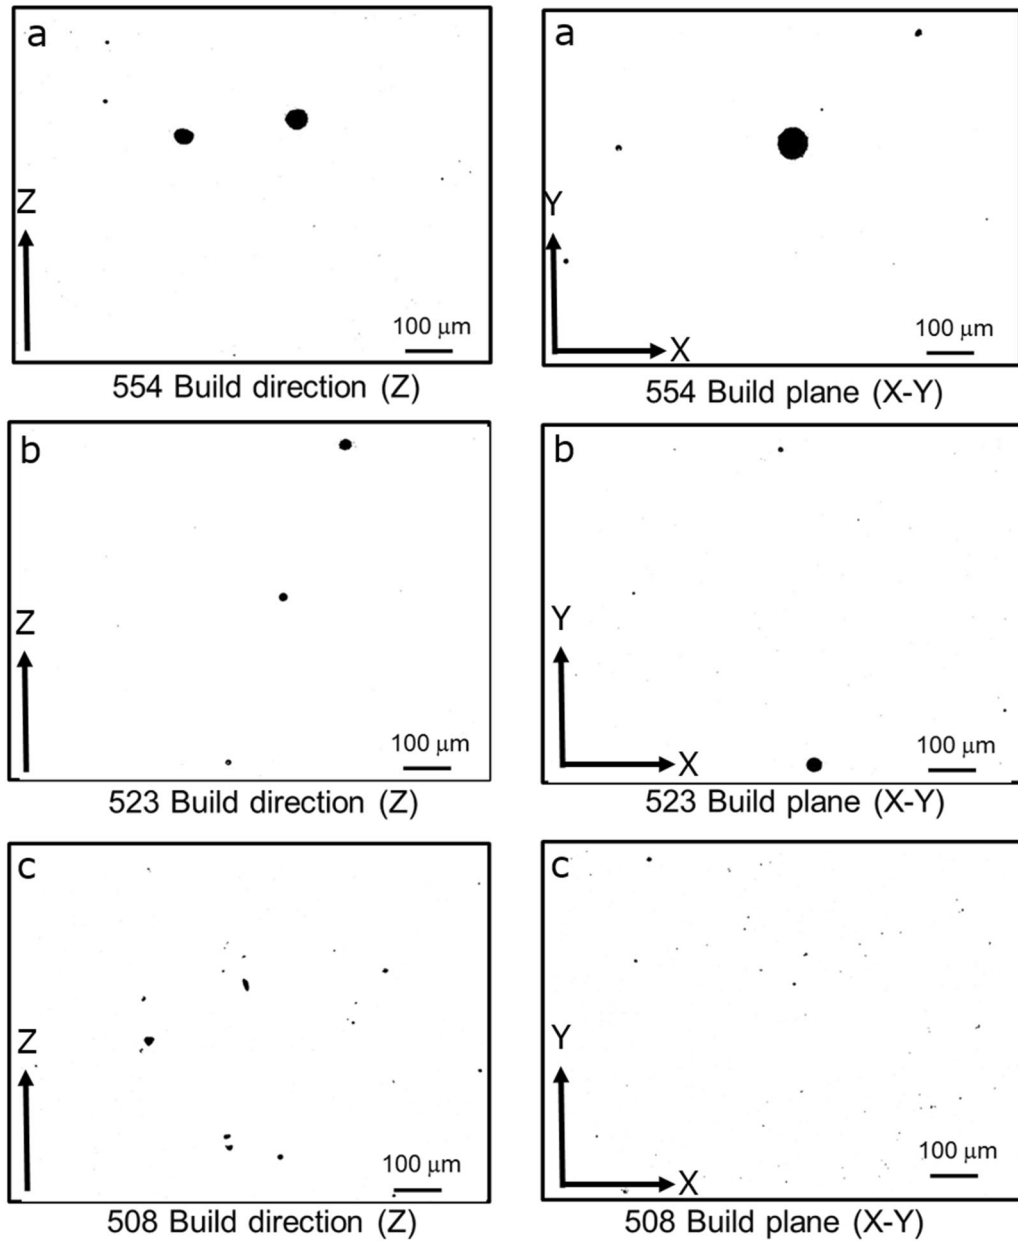 a
Z
100 μm
554 Build direction (Z)
a
Y
X
100 μm
554 Build plane (X-Y)
b
Z
100 μm
523 Build direction (Z)
b
Y
X
100 μm
523 Build plane (X-Y)
c
Z
100 μm
508 Build direction (Z)
c
Y
X
100 μm
508 Build plane (X-Y)